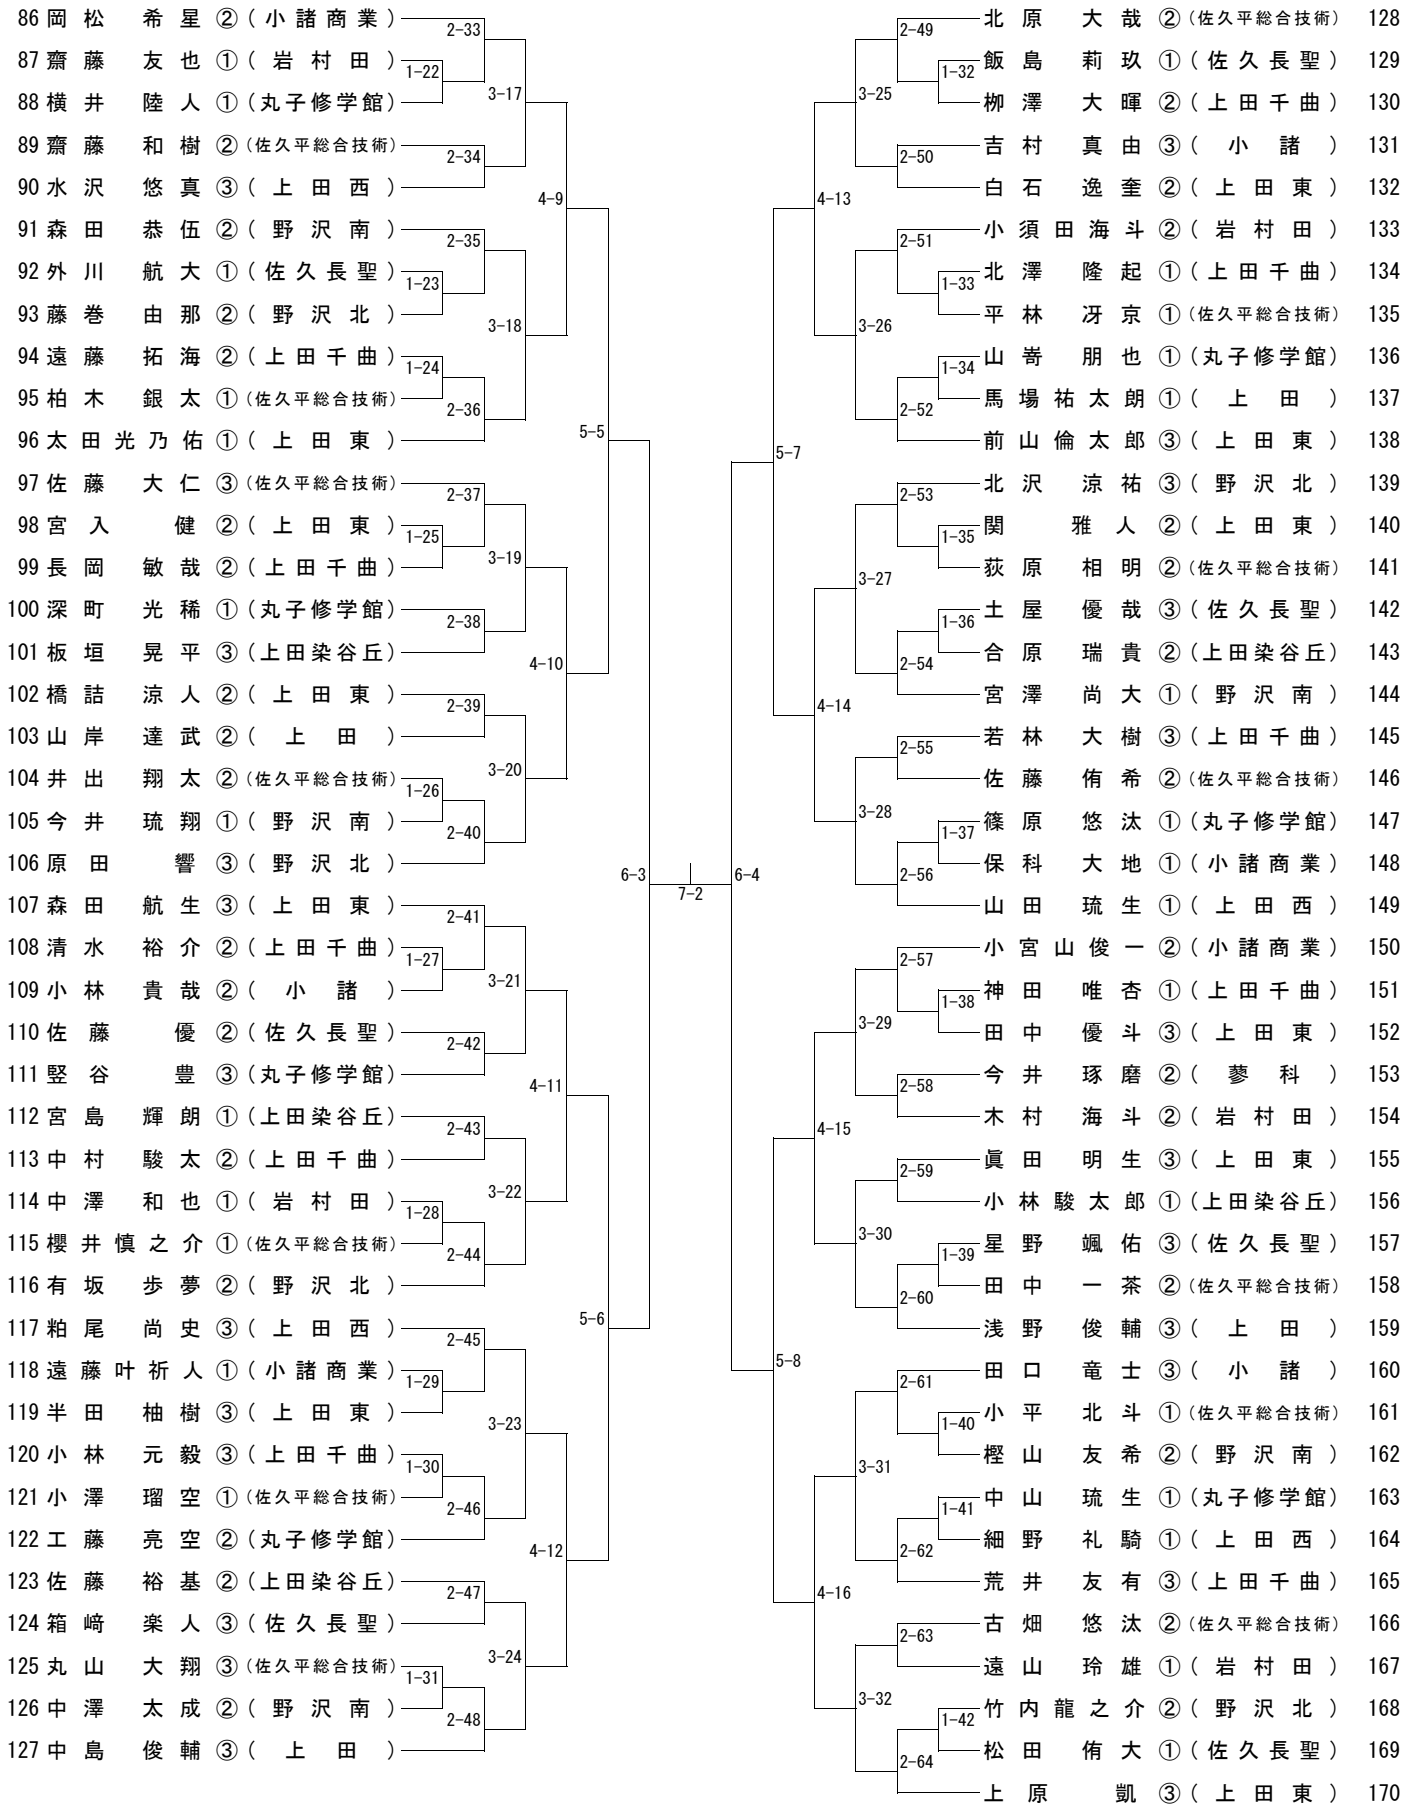 86 岡松 希星 ② (小諸商業)
87 齋藤 友也 ① (岩村田)
88 横井 陸人 ① (丸子修学館)
89 齋藤 和樹 ② (佐久平総合技術)
90 水沢 悠真 ③ (上田西)
91 森田 恭伍 ② (野沢南)
92 外川 航大 ① (佐久長聖)
93 藤巻 由那 ② (野沢北)
94 遠藤 拓海 ② (上田千曲)
95 柏木 銀太 ① (佐久平総合技術)
96 太田光乃佑 ① (上田東)
97 佐藤 大仁 ③ (佐久平総合技術)
98 宮入 健 ② (上田東)
99 長岡 敏哉 ② (上田千曲)
100 深町 光稀 ① (丸子修学館)
101 板垣 晃平 ③ (上田染谷丘)
102 橋詰 涼人 ② (上田東)
103 山岸 達武 ② (上田)
104 井出 翔太 ② (佐久平総合技術)
105 今井 琉翔 ① (野沢南)
106 原田 響 ③ (野沢北)
107 森田 航生 ③ (上田東)
108 清水 裕介 ② (上田千曲)
109 小林 貴哉 ② (小諸)
110 佐藤 優 ② (佐久長聖)
111 竪谷 豊 ③ (丸子修学館)
112 宮島 輝朗 ① (上田染谷丘)
113 中村 駿太 ② (上田千曲)
114 中澤 和也 ① (岩村田)
115 櫻井慎之介 ① (佐久平総合技術)
116 有坂 歩夢 ② (野沢北)
117 粕尾 尚史 ③ (上田西)
118 遠藤叶祈人 ① (小諸商業)
119 半田 柚樹 ③ (上田東)
120 小林 元毅 ③ (上田千曲)
121 小澤 瑠空 ① (佐久平総合技術)
122 工藤 亮空 ② (丸子修学館)
123 佐藤 裕基 ② (上田染谷丘)
124 箱﨑 楽人 ③ (佐久長聖)
125 丸山 大翔 ③ (佐久平総合技術)
126 中澤 太成 ② (野沢南)
127 中島 俊輔 ③ (上田)
1-22
1-23
1-24
1-25
1-26
1-27
1-28
1-29
1-30
1-31
2-33
2-34
2-35
2-36
2-37
2-38
2-39
2-40
2-41
2-42
2-43
2-44
2-45
2-46
2-47
2-48
3-17
3-18
3-19
3-20
3-21
3-22
3-23
3-24
4-9
4-10
4-11
4-12
5-5
5-6
6-3
7-2
6-4
5-7
5-8
4-13
4-14
4-15
4-16
3-25
3-26
3-27
3-28
3-29
3-30
3-31
3-32
2-49
2-50
2-51
2-52
2-53
2-54
2-55
2-56
2-57
2-58
2-59
2-60
2-61
2-62
2-63
2-64
1-32
1-33
1-34
1-35
1-36
1-37
1-38
1-39
1-40
1-41
1-42
北原 大哉 ② (佐久平総合技術) 128
飯島 莉玖 ① (佐久長聖) 129
栁澤 大暉 ② (上田千曲) 130
吉村 真由 ③ (小諸) 131
白石 逸奎 ② (上田東) 132
小須田海斗 ② (岩村田) 133
北澤 隆起 ① (上田千曲) 134
平林 冴京 ① (佐久平総合技術) 135
山嵜 朋也 ① (丸子修学館) 136
馬場祐太朗 ① (上田) 137
前山倫太郎 ③ (上田東) 138
北沢 涼祐 ③ (野沢北) 139
関 雅人 ② (上田東) 140
荻原 相明 ② (佐久平総合技術) 141
土屋 優哉 ③ (佐久長聖) 142
合原 瑞貴 ② (上田染谷丘) 143
宮澤 尚大 ① (野沢南) 144
若林 大樹 ③ (上田千曲) 145
佐藤 侑希 ② (佐久平総合技術) 146
篠原 悠汰 ① (丸子修学館) 147
保科 大地 ① (小諸商業) 148
山田 琉生 ① (上田西) 149
小宮山俊一 ② (小諸商業) 150
神田 唯杏 ① (上田千曲) 151
田中 優斗 ③ (上田東) 152
今井 琢磨 ② (蓼科) 153
木村 海斗 ② (岩村田) 154
眞田 明生 ③ (上田東) 155
小林駿太郎 ① (上田染谷丘) 156
星野 颯佑 ③ (佐久長聖) 157
田中 一茶 ② (佐久平総合技術) 158
浅野 俊輔 ③ (上田) 159
田口 竜士 ③ (小諸) 160
小平 北斗 ① (佐久平総合技術) 161
樫山 友希 ② (野沢南) 162
中山 琉生 ① (丸子修学館) 163
細野 礼騎 ① (上田西) 164
荒井 友有 ③ (上田千曲) 165
古畑 悠汰 ② (佐久平総合技術) 166
遠山 玲雄 ① (岩村田) 167
竹内龍之介 ② (野沢北) 168
松田 侑大 ① (佐久長聖) 169
上原 凱 ③ (上田東) 170